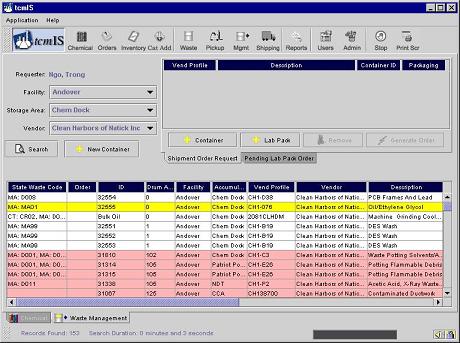 tcmIS
Application Help
tcmIS Chemical Orders Inventory Cat Add. Waste Pickup Mgmt Shipping Reports Users Admin Stop Print Scr
Requester: Ngo, Trong
Facility: Andover
Storage Area: Chem Dock
Vendor: Clean Harbors of Natick Inc
Search New Container
Vend Profile Description Container ID Packaging
Container Lab Pack Remove Generate Order
Shipment Order Request Pending Lab Pack Order
State Waste Code Order ID Drum A... Facility Accumul... Vend Profile Vendor Description
MA: D008 32554 0 Andover Chem Dock CH1-038 Clean Harbors of Natic... PCB Frames And Lead
MA: MA01 32555 0 Andover Chem Dock CH1-076 Clean Harbors of Natic... Oil/Ethylene Glycol
CT: CR02, MA: D0... Bulk Oil 0 Andover Chem Dock 2081CLHDM Clean Harbors of Natic... Machine Grinding Cool...
MA: MA99 32551 1 Andover Chem Dock CH1-B19 Clean Harbors of Natic... DES Wash
MA: MA99 32552 1 Andover Chem Dock CH1-B19 Clean Harbors of Natic... DES Wash
MA: MA99 32553 1 Andover Chem Dock CH1-B19 Clean Harbors of Natic... DES Wash
MA: D001, MA: D0... 31810 102 Andover Chem Dock CH1-C3 Clean Harbors of Natic... Waste Potting Solvents/A...
MA: D001, MA: D0... 31314 106 Andover Patriot Po... CH1-E1 Clean Harbors of Natic... Potting Flammable Debris
MA: D001, MA: D0... 31315 106 Andover Patriot Po... CH1-E1 Clean Harbors of Natic... Potting Flammable Debris
MA: D011 31338 106 Andover NDT CH1-F2 Clean Harbors of Natic... Acetic Acid, X-Ray Waste...
31067 125 Andover CCA CH138700 Clean Harbors of Natic... Contaminated Ductwork
Chemical Waste Management
Records Found: 153 Search Duration: 0 minutes and 3 seconds